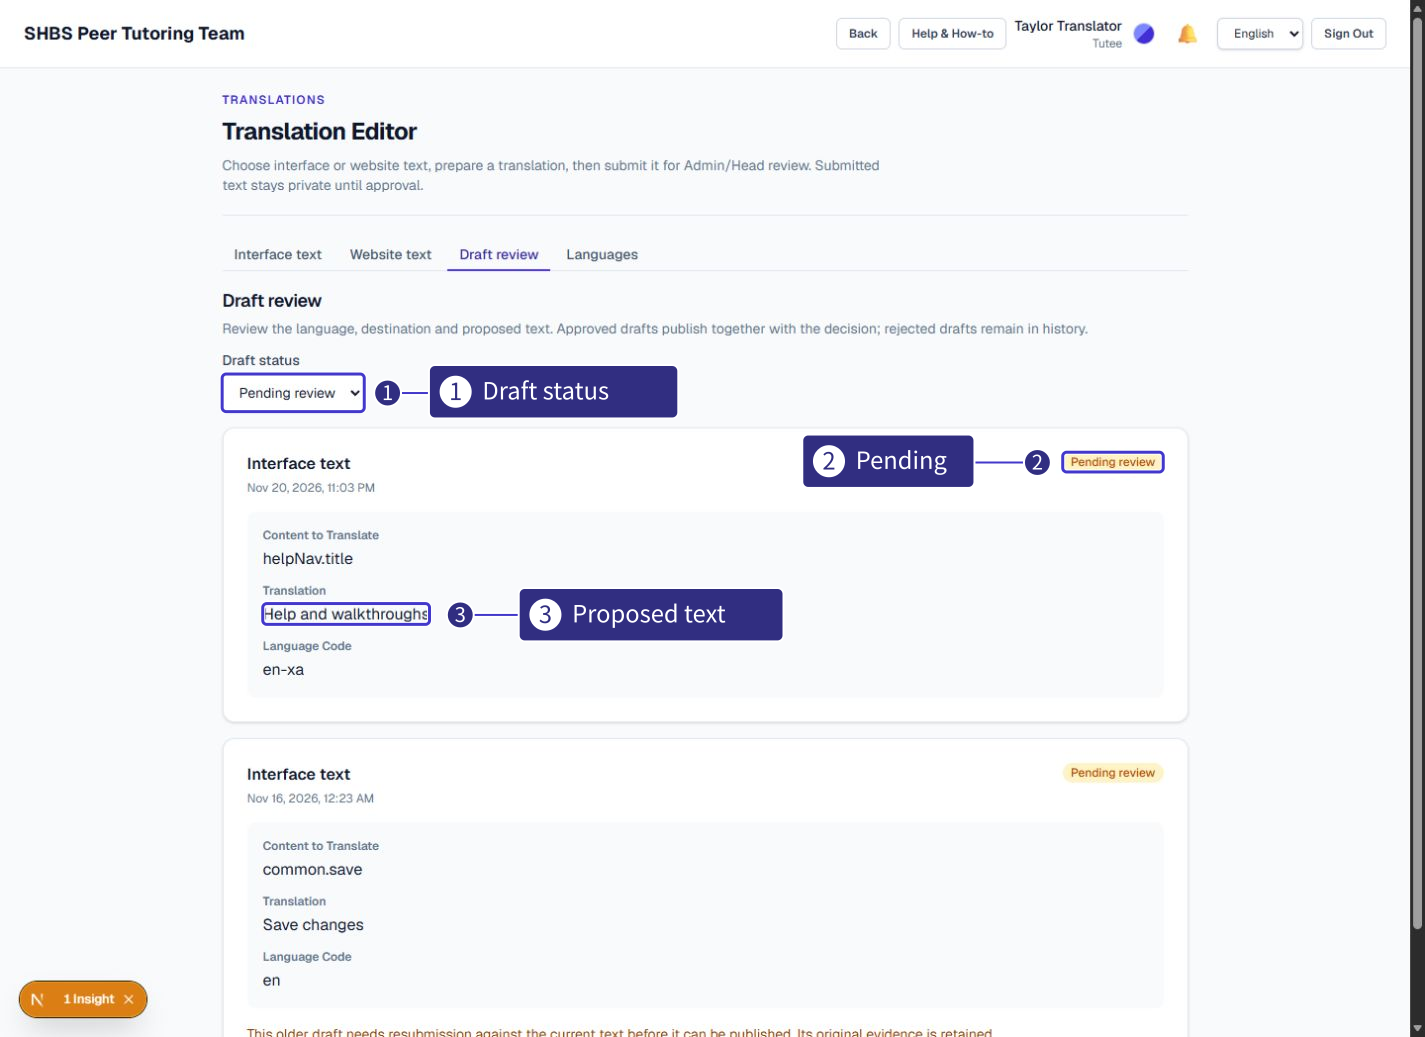 SHBS Peer Tutoring Team
Back
Help & How-to
Taylor Translator
Tutee
English
Sign Out
TRANSLATIONS
Translation Editor
Choose interface or website text, prepare a translation, then submit it for Admin/Head review. Submitted
text stays private until approval.
Interface text
Website text
Draft review
Languages
Draft review
Review the language, destination and proposed text. Approved drafts publish together with the decision; rejected drafts remain in history.
Draft status
Pending review
1
1 Draft status
Interface text
2 Pending
2
Pending review
Nov 20, 2026, 11:03 PM
Content to Translate
helpNav.title
Translation
Help and walkthroughs
3
3 Proposed text
Language Code
en-xa
Interface text
Pending review
Nov 16, 2026, 12:23 AM
Content to Translate
common.save
Translation
Save changes
Language Code
en
N 1 Insight
This older draft needs resubmission against the current text before it can be published. Its original evidence is retained.